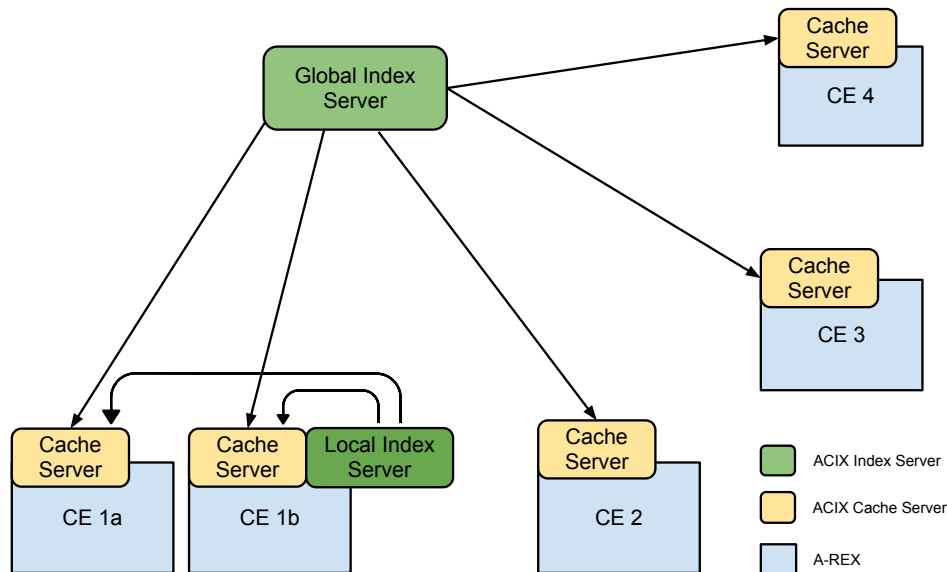 Cache
Server
CE 4
Global Index
Server
Cache
Server
CE 3
Cache
Server
CE 1a
Cache
Server
Local Index
Server
CE 1b
Cache
Server
CE 2
ACIX Index Server
ACIX Cache Server
A-REX